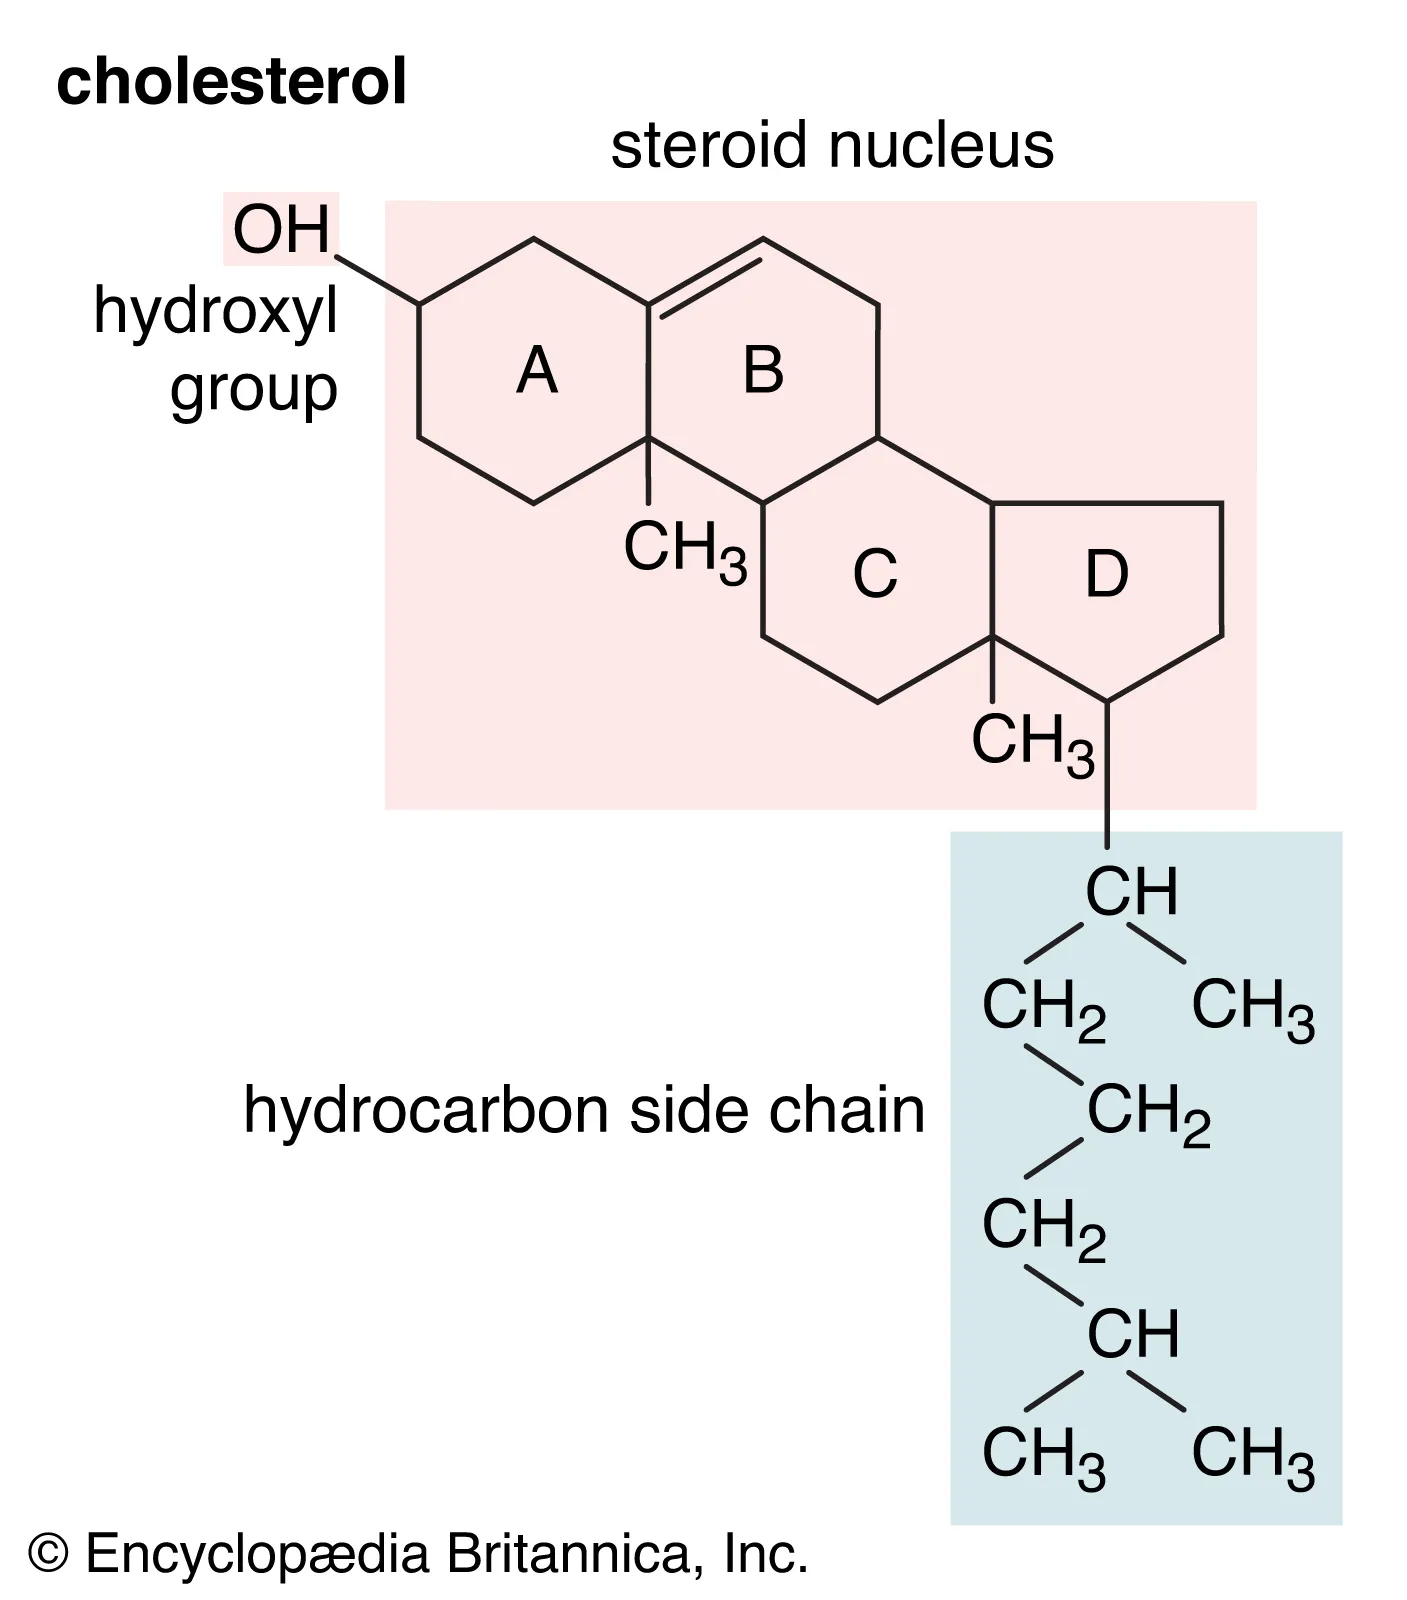 cholesterol
steroid nucleus
OH
hydroxyl
group
A
B
CH₃
C
D
CH₃
CH
CH₂ CH₃
hydrocarbon side chain
CH₂
CH₂
CH
CH₃ CH₃
© Encyclopædia Britannica, Inc.